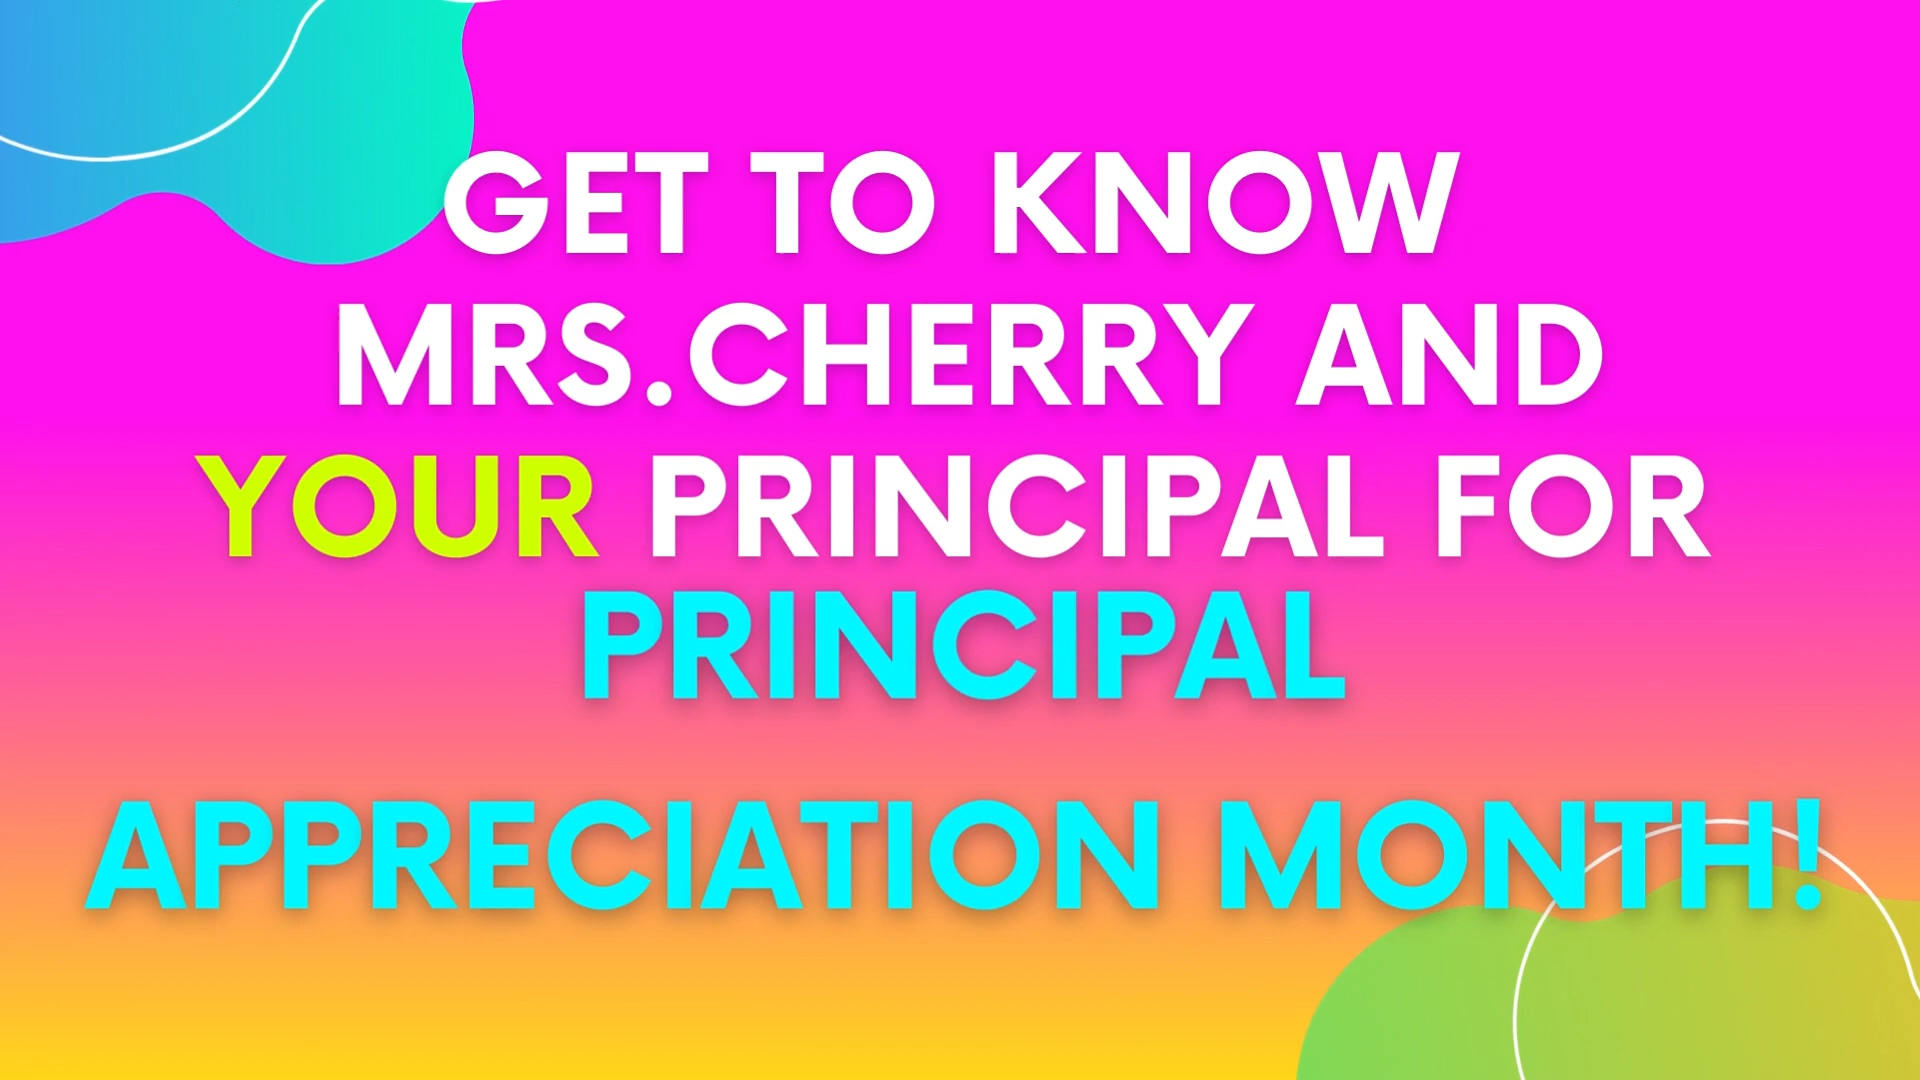 GET TO KNOW
MRS.CHERRY AND
YOUR PRINCIPAL FOR
PRINCIPAL
APPRECIATION MONTH!